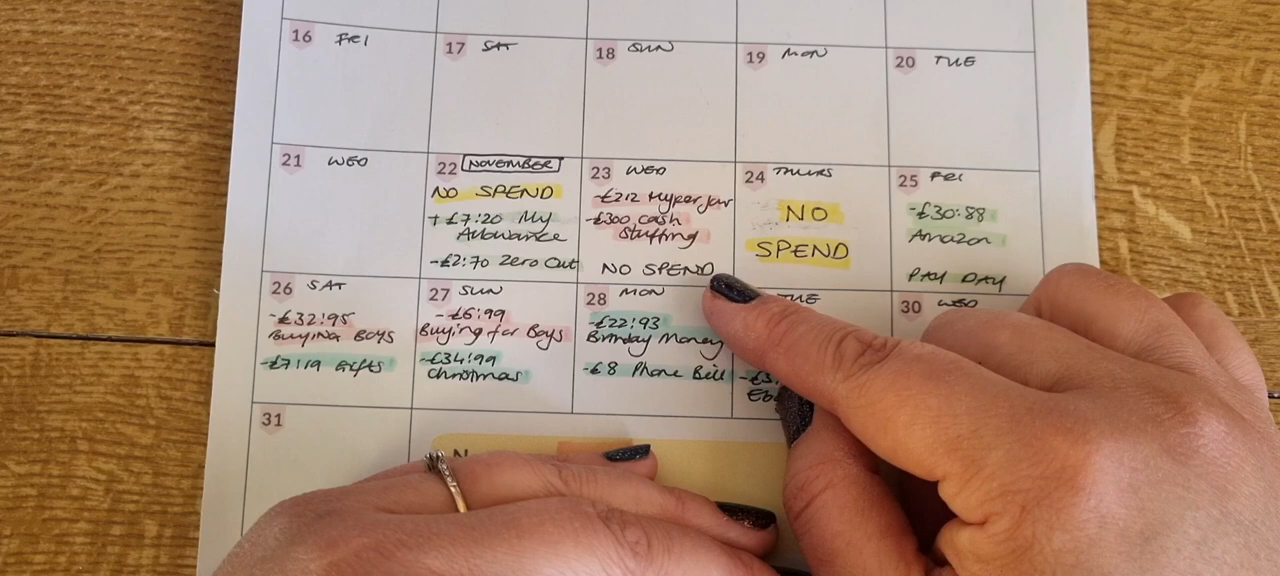 16 FRI
17 SAT
18 SUN
19 MON
20 TUE
21 WED
22 NOVEMBER
NO SPEND
+£7:20 My
Allowance
-£2:70 Zero Out
23 WED
-£212 Hyperjar
-£300 cash
Stuffing
NO SPEND
24 THURS
NO
SPEND
25 FRI
-£30:88
Amazon
PAY DAY
26 SAT
-£32:95
Buying Boys
-£7:19 Gifts
27 SUN
-£6:99
Buying for Boys
-£34:99
Christmas
28 MON
-£22:93
Birthday Money
-£8 Phone Bill
TUE
30 WED
31